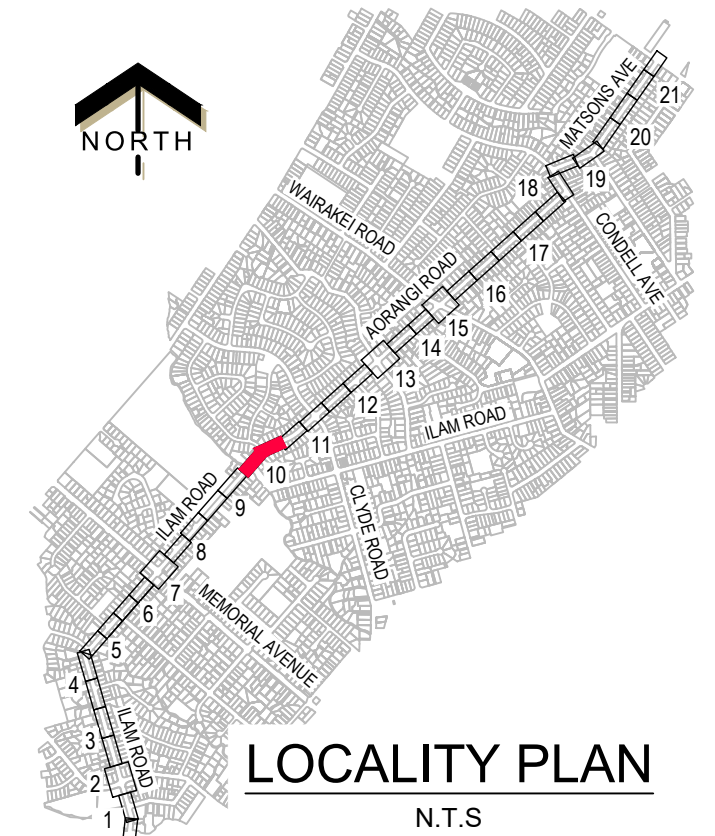 NORTH
MATSONS AVE
21
20
19
18
CONDELL AVE
WAIRAKEI ROAD
17
AORANGI ROAD
16
15
14
13
12
ILAM ROAD
11
10
CLYDE ROAD
ILAM ROAD
9
8
7
MEMORIAL AVENUE
6
5
4
ILAM ROAD
3
2
1
LOCALITY PLAN
N.T.S